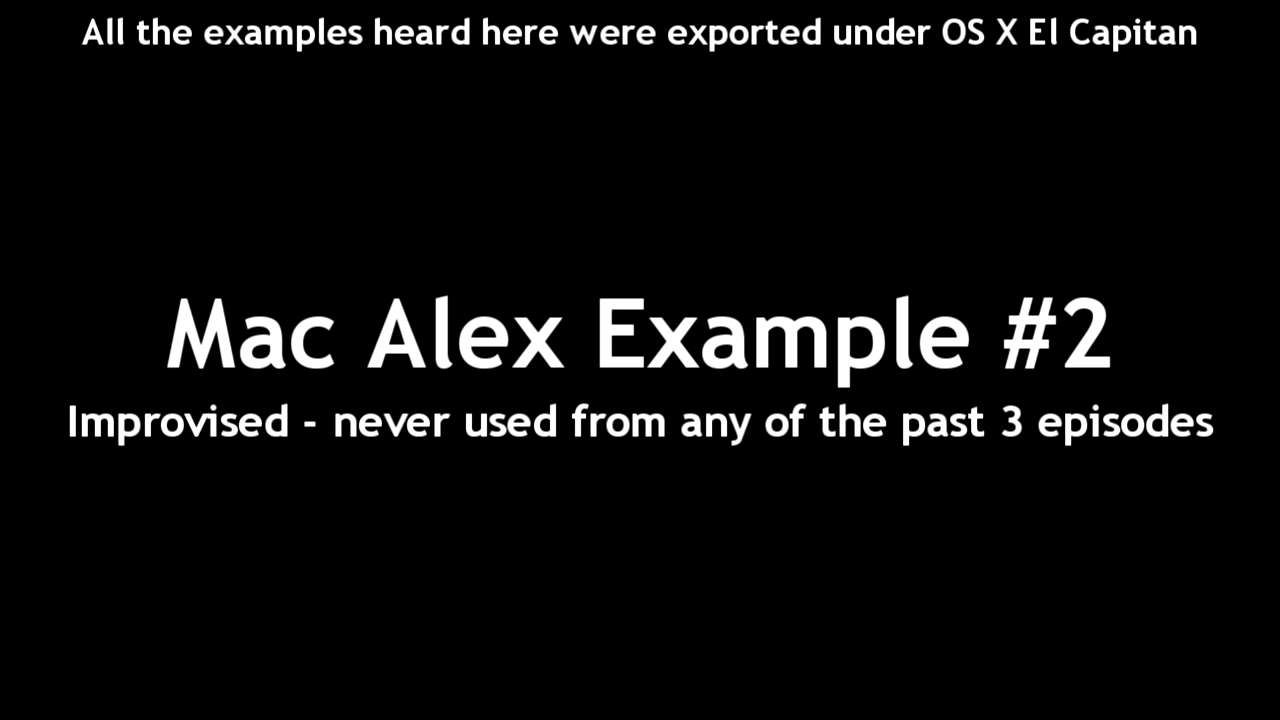 All the examples heard here were exported under OS X El Capitan
Mac Alex Example #2
Improvised - never used from any of the past 3 episodes